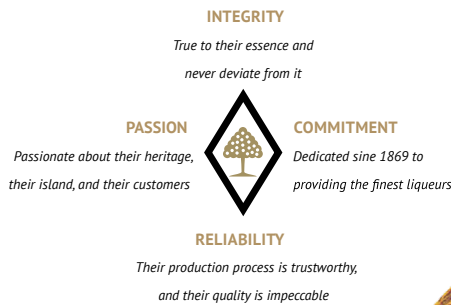 INTEGRITY
True to their essence and
never deviate from it
PASSION
Passionate about their heritage,
their island, and their customers
COMMITMENT
Dedicated sine 1869 to
providing the finest liqueurs
RELIABILITY
Their production process is trustworthy,
and their quality is impeccable